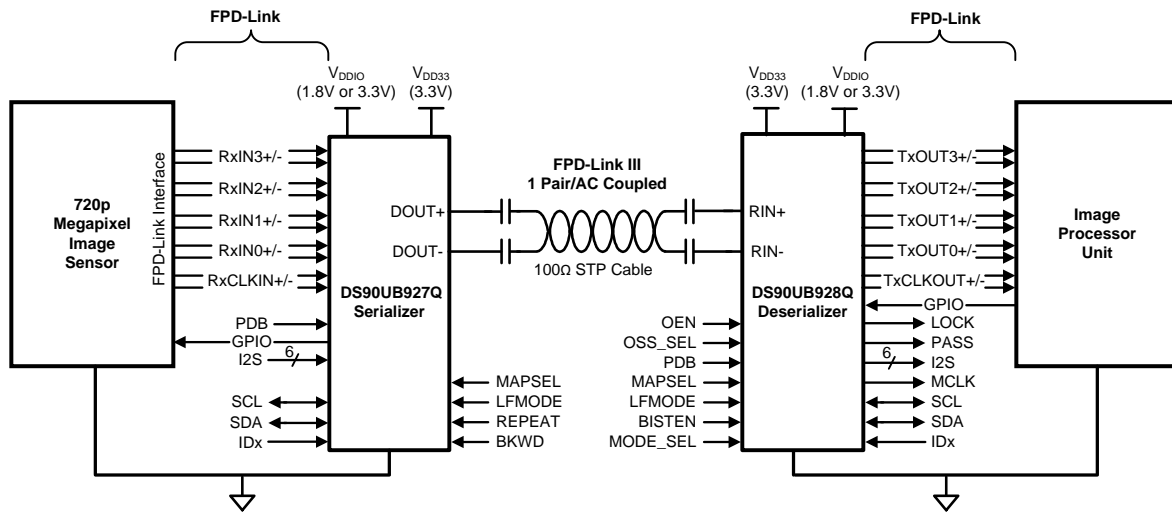 FPD-Link
FPD-Link
VDDIO
(1.8V or 3.3V)
VDD33
(3.3V)
VDD33
(3.3V)
VDDIO
(1.8V or 3.3V)
720p
Megapixel
Image
Sensor
FPD-Link Interface
RxIN3+/-
RxIN2+/-
RxIN1+/-
RxIN0+/-
RxCLKIN+/-
PDB
GPIO
I2S
6
SCL
SDA
IDx
DOUT+
DOUT-
DS90UB927Q
Serializer
MAPSEL
LFMODE
REPEAT
BKWD
FPD-Link III
1 Pair/AC Coupled
100Ω STP Cable
RIN+
RIN-
DS90UB928Q
Deserializer
OEN
OSS_SEL
PDB
MAPSEL
LFMODE
BISTEN
MODE_SEL
TxOUT3+/-
TxOUT2+/-
TxOUT1+/-
TxOUT0+/-
TxCLKOUT+/-
GPIO
LOCK
PASS
6
I2S
MCLK
SCL
SDA
IDx
Image
Processor
Unit